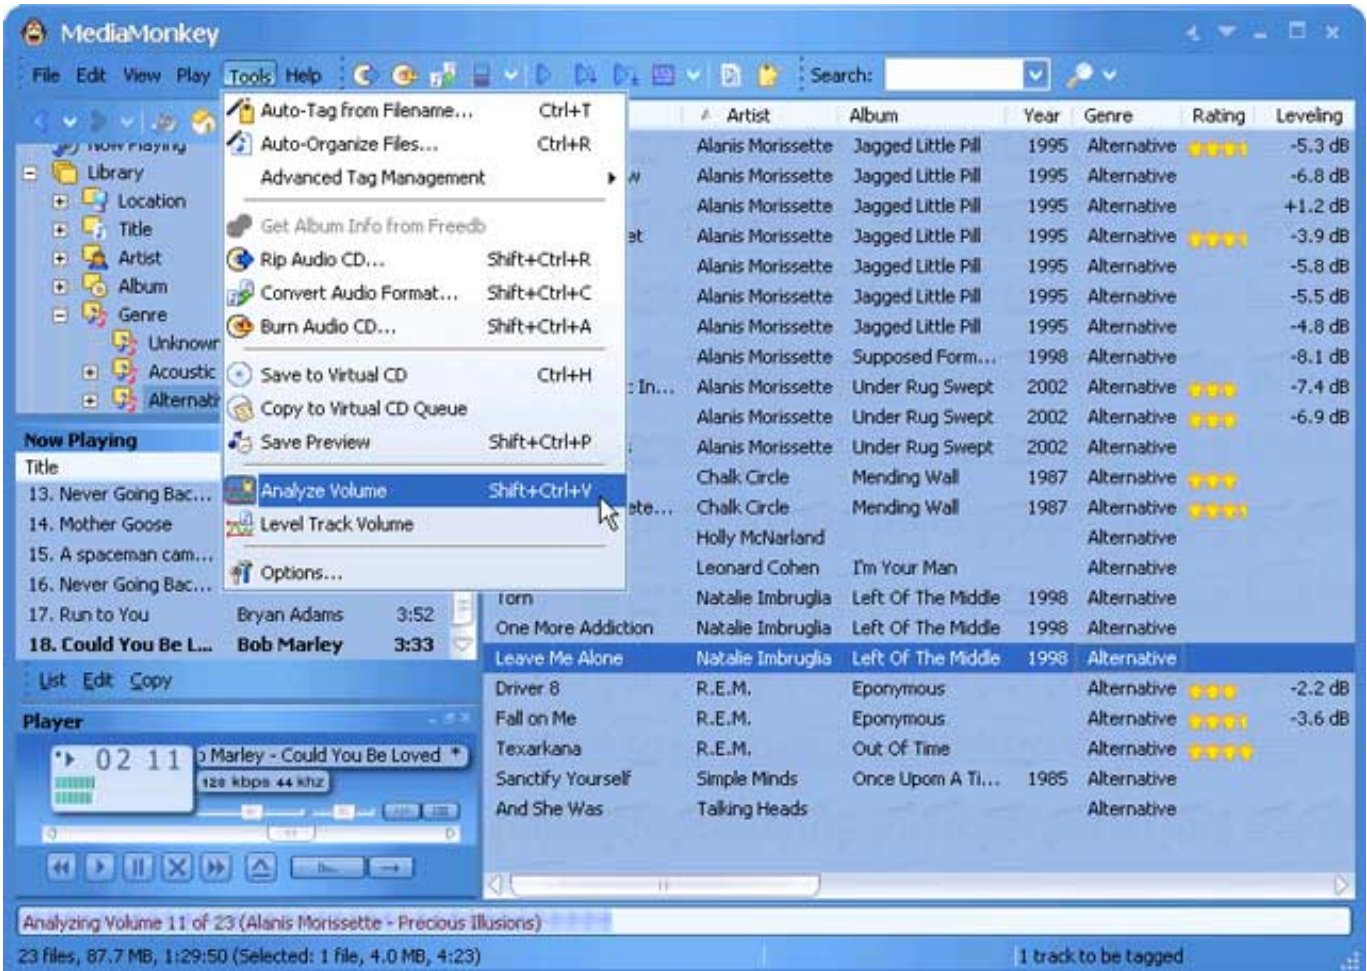 MediaMonkey
File Edit View Play Tools Help Search:
Auto-Tag from Filename... Ctrl+T
Auto-Organize Files... Ctrl+R
Advanced Tag Management
Get Album Info from Freedb
Rip Audio CD... Shift+Ctrl+R
Convert Audio Format... Shift+Ctrl+C
Burn Audio CD... Shift+Ctrl+A
Save to Virtual CD Ctrl+H
Copy to Virtual CD Queue
Save Preview Shift+Ctrl+P
Analyze Volume Shift+Ctrl+V
Level Track Volume
Options...
Now Playing
Library
Location
Title
Artist
Album
Genre
Unknown
Acoustic
Alternati
Now Playing
Title
13. Never Going Bac...
14. Mother Goose
15. A spaceman cam...
16. Never Going Bac...
17. Run to You Bryan Adams 3:52
18. Could You Be L... Bob Marley 3:33
List Edit Copy
Player
02 11 o Marley - Could You Be Loved *
128 kbps 44 khz
Artist Album Year Genre Rating Leveling
Alanis Morissette Jagged Little Pill 1995 Alternative -5.3 dB
w Alanis Morissette Jagged Little Pill 1995 Alternative -6.8 dB
Alanis Morissette Jagged Little Pill 1995 Alternative +1.2 dB
et Alanis Morissette Jagged Little Pill 1995 Alternative -3.9 dB
Alanis Morissette Jagged Little Pill 1995 Alternative -5.8 dB
Alanis Morissette Jagged Little Pill 1995 Alternative -5.5 dB
Alanis Morissette Jagged Little Pill 1995 Alternative -4.8 dB
Alanis Morissette Supposed Form... 1998 Alternative -8.1 dB
: In... Alanis Morissette Under Rug Swept 2002 Alternative -7.4 dB
Alanis Morissette Under Rug Swept 2002 Alternative -6.9 dB
Alanis Morissette Under Rug Swept 2002 Alternative
Chalk Circle Mending Wall 1987 Alternative
ete... Chalk Circle Mending Wall 1987 Alternative
Holly McNarland Alternative
Leonard Cohen I'm Your Man Alternative
Torn Natalie Imbruglia Left Of The Middle 1998 Alternative
One More Addiction Natalie Imbruglia Left Of The Middle 1998 Alternative
Leave Me Alone Natalie Imbruglia Left Of The Middle 1998 Alternative
Driver 8 R.E.M. Eponymous Alternative -2.2 dB
Fall on Me R.E.M. Eponymous Alternative -3.6 dB
Texarkana R.E.M. Out Of Time Alternative
Sanctify Yourself Simple Minds Once Upom A Ti... 1985 Alternative
And She Was Talking Heads Alternative
Analyzing Volume 11 of 23 (Alanis Morissette - Precious Illusions)
23 files, 87.7 MB, 1:29:50 (Selected: 1 file, 4.0 MB, 4:23) 1 track to be tagged